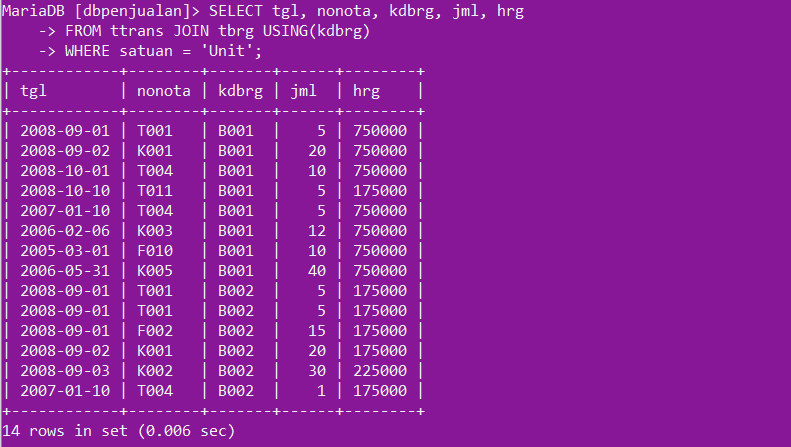 MariaDB [dbpenjualan]> SELECT tgl, nonota, kdbrg, jml, hrg
    -> FROM ttrans JOIN tbrg USING(kdbrg)
    -> WHERE satuan = 'Unit';
+------------+--------+-------+------+--------+
| tgl        | nonota | kdbrg | jml  | hrg    |
+------------+--------+-------+------+--------+
| 2008-09-01 | T001   | B001  |    5 | 750000 |
| 2008-09-02 | K001   | B001  |   20 | 750000 |
| 2008-10-01 | T004   | B001  |   10 | 750000 |
| 2008-10-10 | T011   | B001  |    5 | 175000 |
| 2007-01-10 | T004   | B001  |    5 | 750000 |
| 2006-02-06 | K003   | B001  |   12 | 750000 |
| 2005-03-01 | F010   | B001  |   10 | 750000 |
| 2006-05-31 | K005   | B001  |   40 | 750000 |
| 2008-09-01 | T001   | B002  |    5 | 175000 |
| 2008-09-01 | T001   | B002  |    5 | 175000 |
| 2008-09-01 | F002   | B002  |   15 | 175000 |
| 2008-09-02 | K001   | B002  |   20 | 175000 |
| 2008-09-03 | K002   | B002  |   30 | 225000 |
| 2007-01-10 | T004   | B002  |    1 | 175000 |
+------------+--------+-------+------+--------+
14 rows in set (0.006 sec)